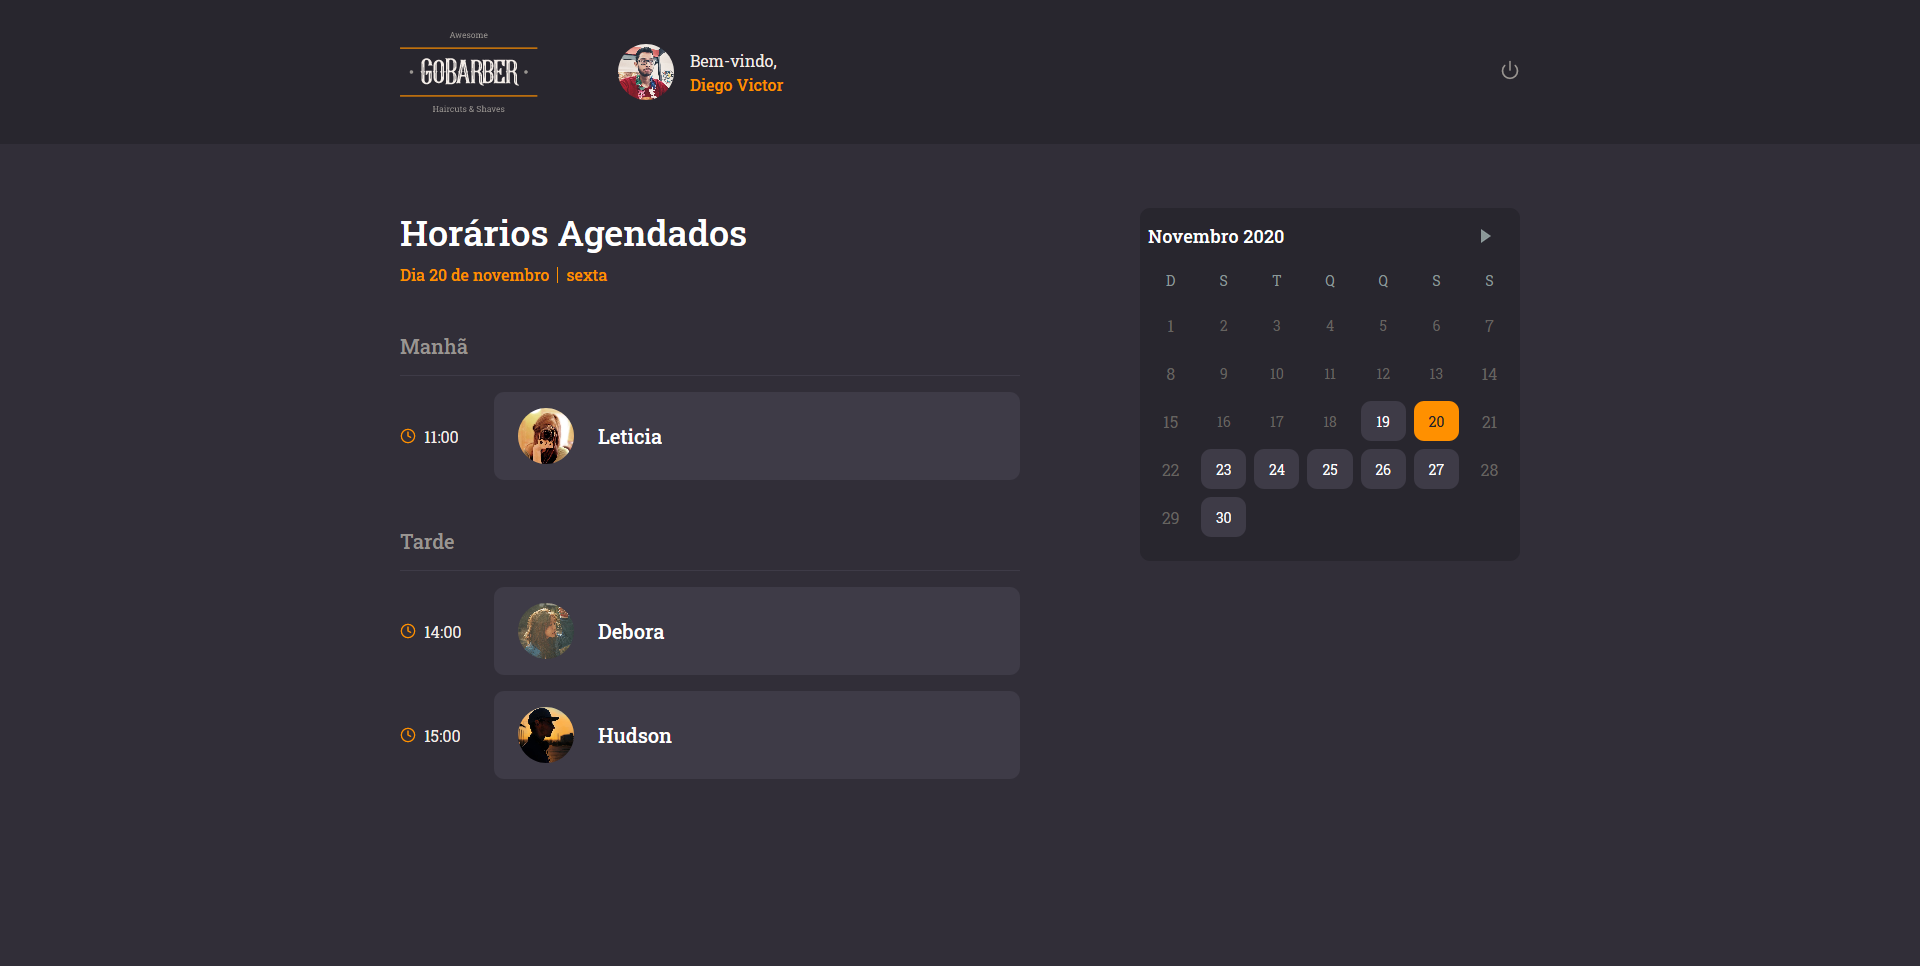 Awesome
· GOBARBER ·
Haircuts & Shaves
Bem-vindo,
Diego Victor
Horários Agendados
Dia 20 de novembro | sexta
Manhã
11:00 Leticia
Tarde
14:00 Debora
15:00 Hudson
Novembro 2020
D S T Q Q S S
1 2 3 4 5 6 7
8 9 10 11 12 13 14
15 16 17 18 19 20 21
22 23 24 25 26 27 28
29 30